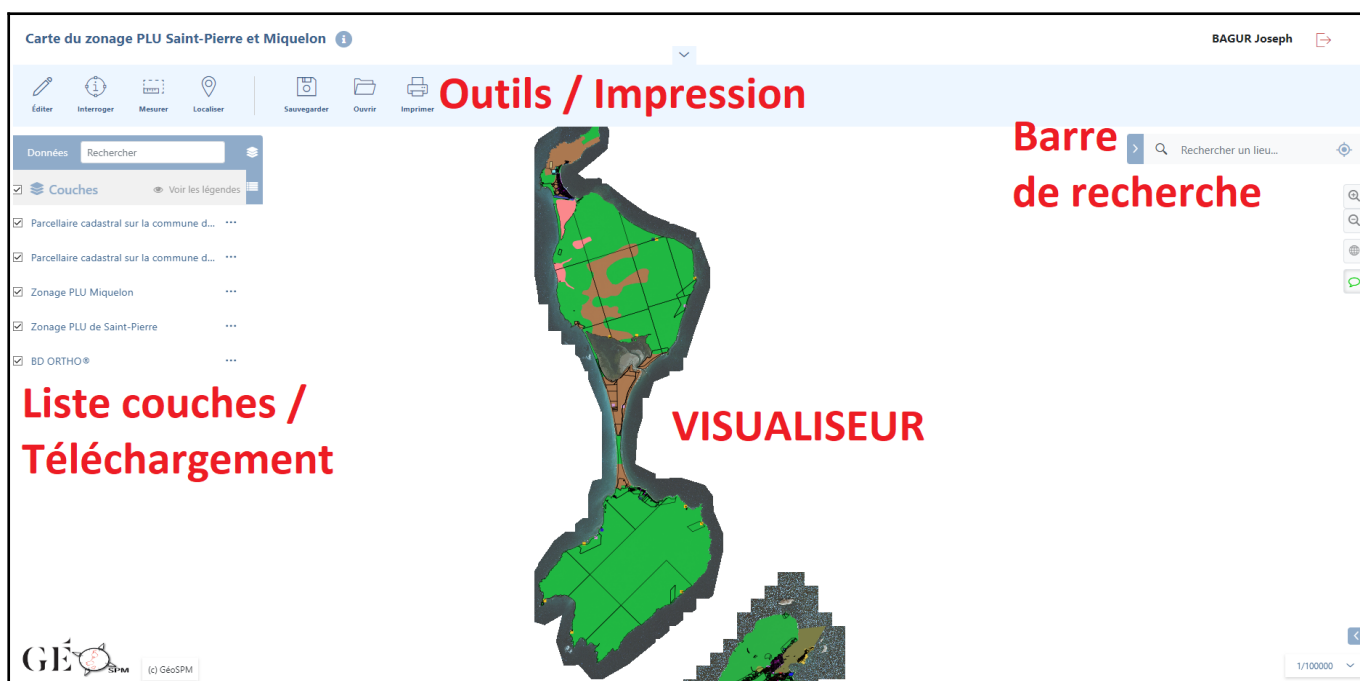 Carte du zonage PLU Saint-Pierre et Miquelon
BAGUR Joseph
Éditer
Interroger
Mesurer
Localiser
Sauvegarder
Ouvrir
Imprimer
Outils / Impression
Données
Rechercher
Barre
de recherche
Rechercher un lieu...
Couches
Voir les légendes
Parcellaire cadastral sur la commune d...
Parcellaire cadastral sur la commune d...
Zonage PLU Miquelon
Zonage PLU de Saint-Pierre
BD ORTHO®
Liste couches /
Téléchargement
VISUALISEUR
GÉOSPM
(c) GéoSPM
1/100000